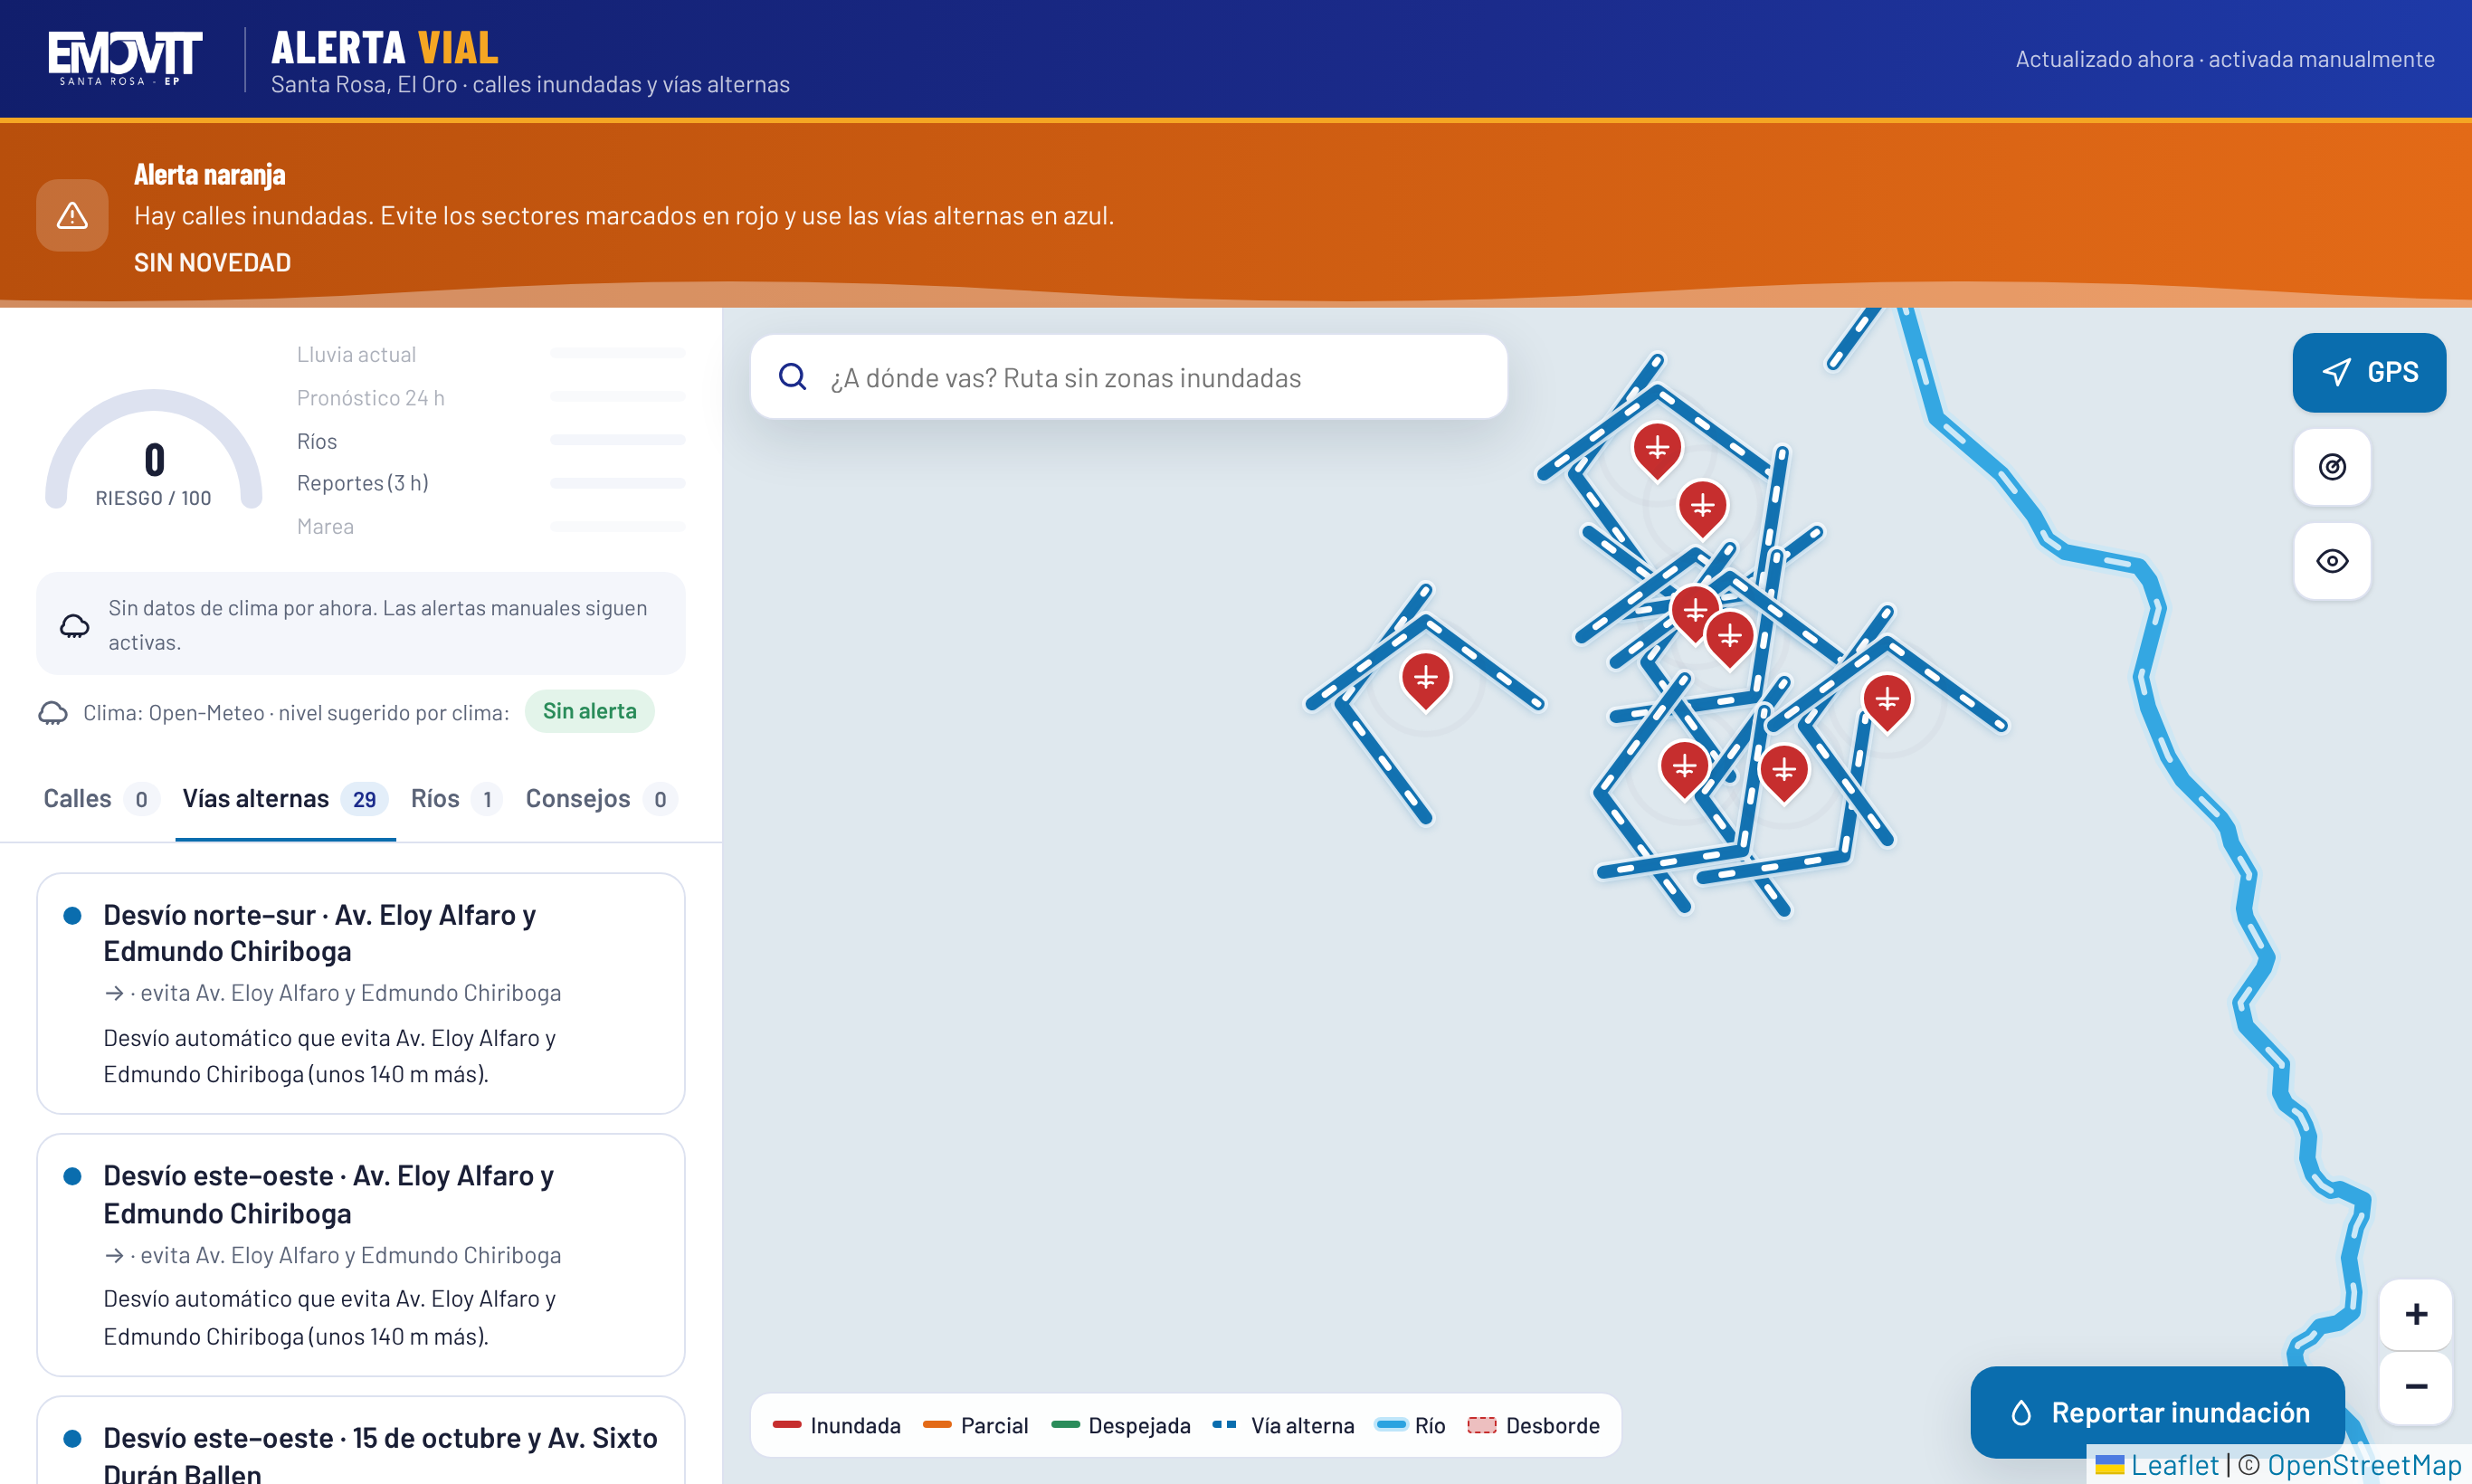 EMOVTT
SANTA ROSA - EP
ALERTA VIAL
Santa Rosa, El Oro · calles inundadas y vías alternas
Actualizado ahora · activada manualmente
Alerta naranja
Hay calles inundadas. Evite los sectores marcados en rojo y use las vías alternas en azul.
SIN NOVEDAD
0
RIESGO / 100
Lluvia actual
Pronóstico 24 h
Ríos
Reportes (3 h)
Marea
Sin datos de clima por ahora. Las alertas manuales siguen
activas.
Clima: Open-Meteo · nivel sugerido por clima: Sin alerta
Calles 0 Vías alternas 29 Ríos 1 Consejos 0
Desvío norte–sur · Av. Eloy Alfaro y
Edmundo Chiriboga
→ · evita Av. Eloy Alfaro y Edmundo Chiriboga
Desvío automático que evita Av. Eloy Alfaro y
Edmundo Chiriboga (unos 140 m más).
Desvío este–oeste · Av. Eloy Alfaro y
Edmundo Chiriboga
→ · evita Av. Eloy Alfaro y Edmundo Chiriboga
Desvío automático que evita Av. Eloy Alfaro y
Edmundo Chiriboga (unos 140 m más).
Desvío este–oeste · 15 de octubre y Av. Sixto
Durán Ballen
¿A dónde vas? Ruta sin zonas inundadas
GPS
+
−
Inundada Parcial Despejada Vía alterna Río Desborde
Reportar inundación
Leaflet | © OpenStreetMap